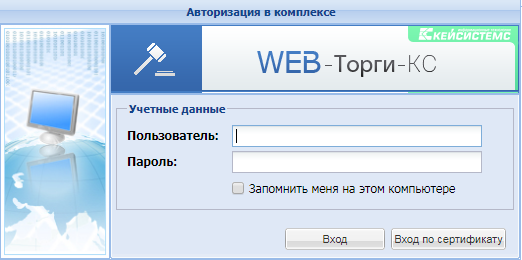 Авторизация в комплексе
КЕЙСИСТЕМС
WEB-Торги-КС
Учетные данные
Пользователь:
Пароль:
Запомнить меня на этом компьютере
Вход
Вход по сертификату